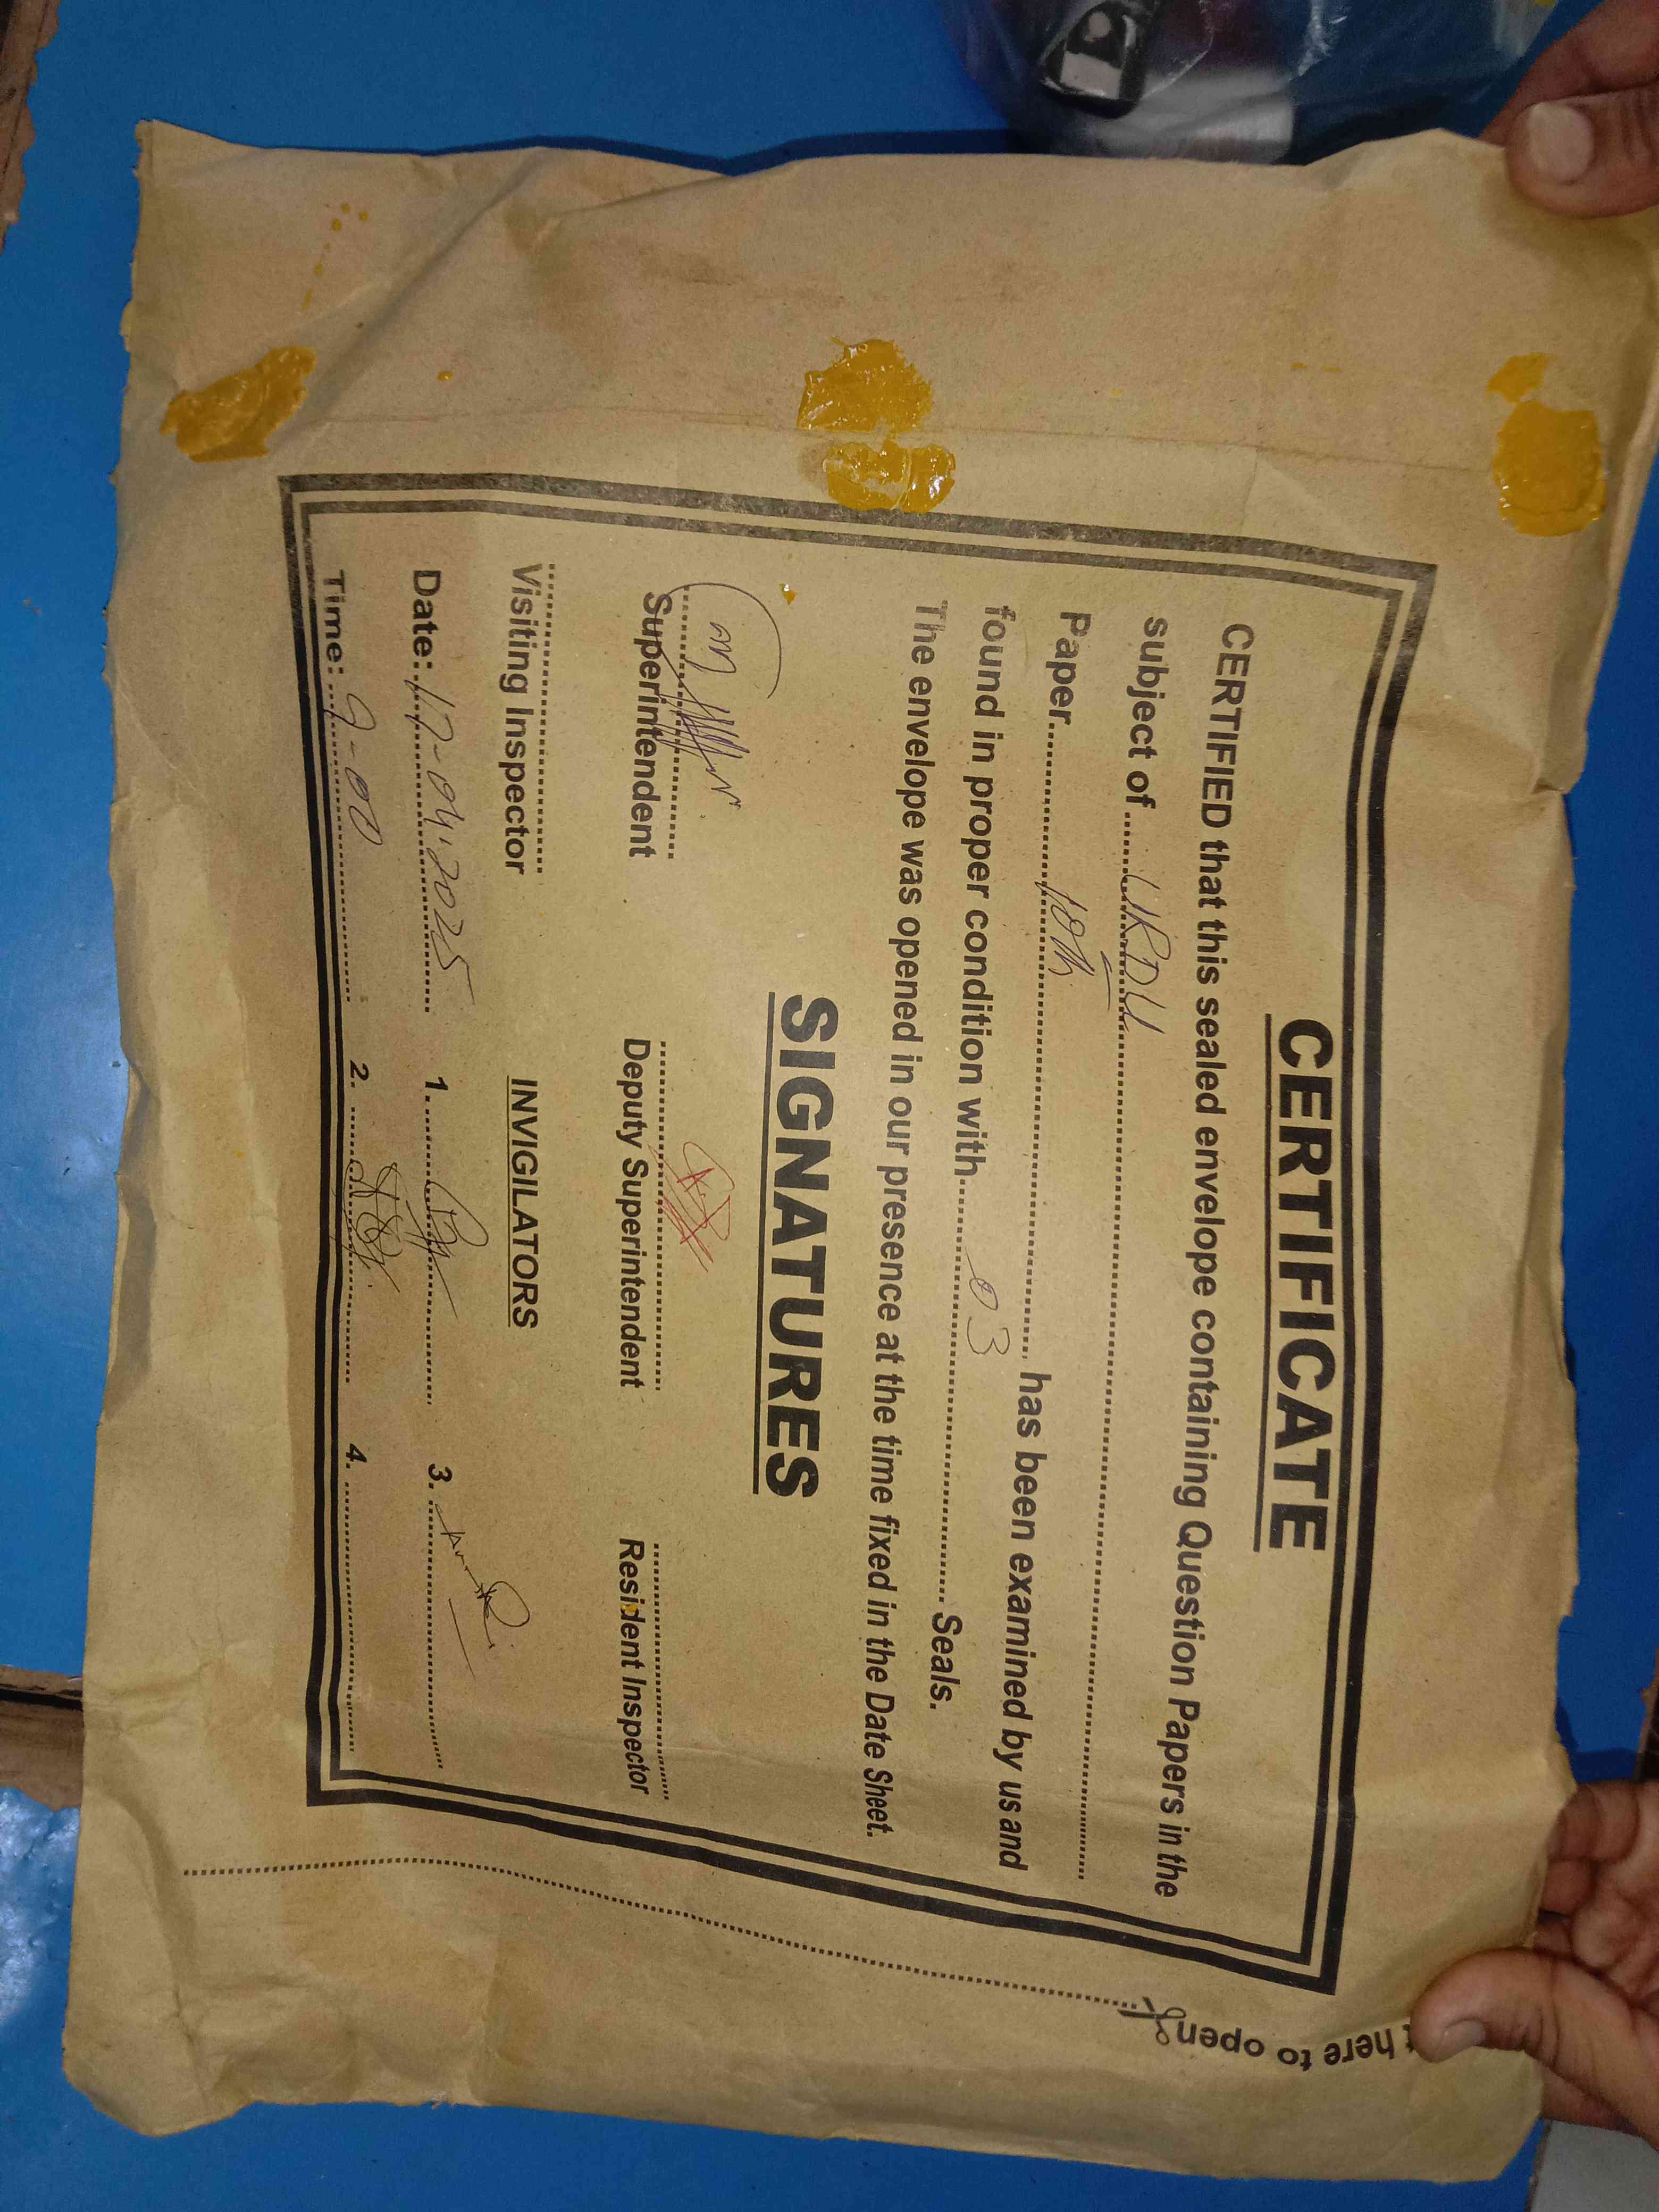 CERTIFICATE
CERTIFIED that this sealed envelope containing Question Papers in the
subject of.......URDU..............
Paper..........10th.............. has been examined by us and
found in proper condition with........03.............. Seals.
The envelope was opened in our presence at the time fixed in the Date Sheet.
SIGNATURES
Superintendent Deputy Superintendent Resident Inspector
Visiting Inspector INVIGILATORS
Date: 17-04-2025 1. 3.
Time: 9-00 2. 4.
here to open